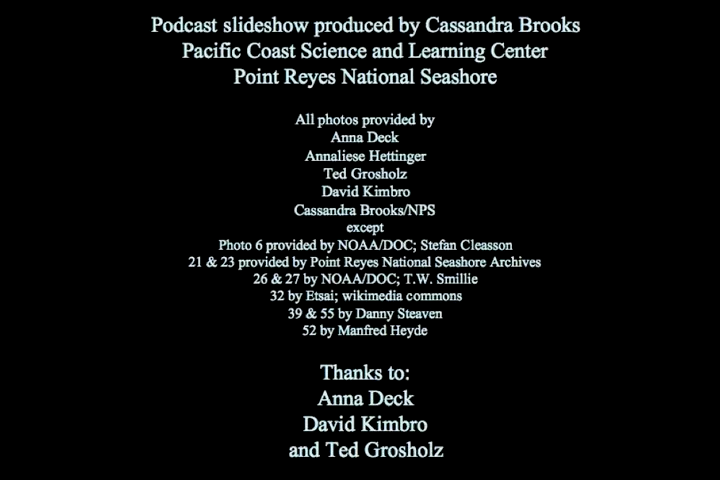 Podcast slideshow produced by Cassandra Brooks
Pacific Coast Science and Learning Center
Point Reyes National Seashore
All photos provided by
Anna Deck
Annaliese Hettinger
Ted Grosholz
David Kimbro
Cassandra Brooks/NPS
except
Photo 6 provided by NOAA/DOC; Stefan Cleasson
21 & 23 provided by Point Reyes National Seashore Archives
26 & 27 by NOAA/DOC; T.W. Smillie
32 by Etsai; wikimedia commons
39 & 55 by Danny Steaven
52 by Manfred Heyde
Thanks to:
Anna Deck
David Kimbro
and Ted Grosholz